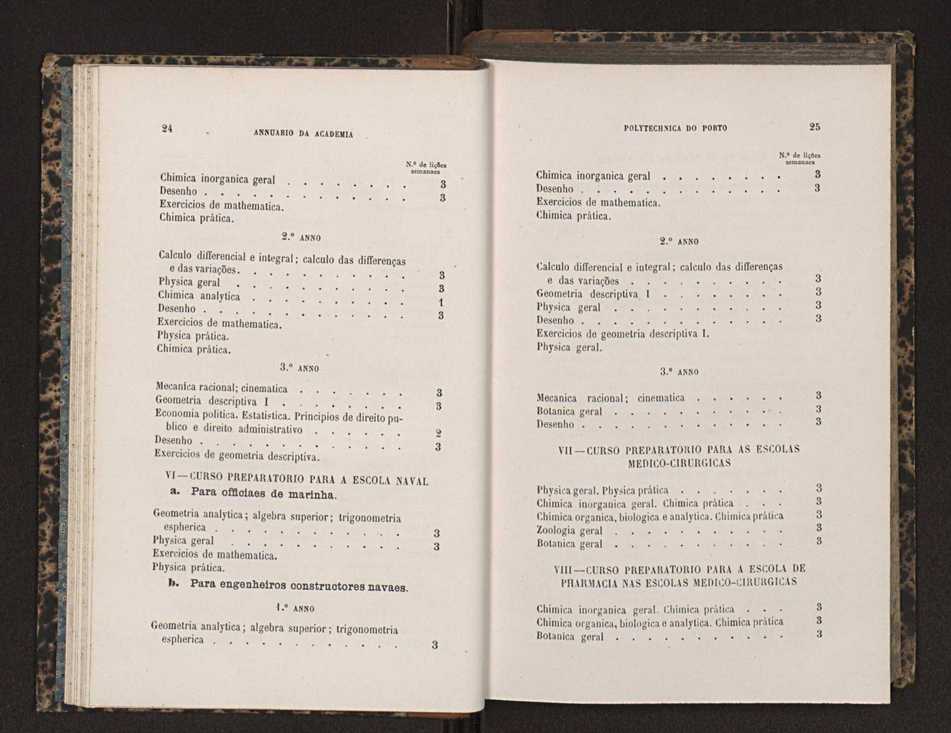 24
ANNUARIO DA ACADEMIA
N.º de lições
semanaes
Chimica inorganica geral . . . . . . . . 3
Desenho . . . . . . . . . . . . . 3
Exercicios de mathematica.
Chimica prática.
2.º ANNO
Calculo differencial e integral; calculo das differenças
e das variações. . . . . . . . . . . 3
Physica geral . . . . . . . . . . . 3
Chimica analytica . . . . . . . . . . 1
Desenho . . . . . . . . . . . . . 3
Exercicios de mathematica.
Physica prática.
Chimica prática.
3.º ANNO
Mecanica racional; cinematica . . . . . . . 3
Geometria descriptiva I . . . . . . . . 3
Economia politica. Estatistica. Principios de direito pu-
blico e direito administrativo . . . . . . 2
Desenho . . . . . . . . . . . . . 3
Exercicios de geometria descriptiva.
VI—CURSO PREPARATORIO PARA A ESCOLA NAVAL
a. Para officiaes de marinha.
Geometria analytica; algebra superior; trigonometria
espherica . . . . . . . . . . . . 3
Physica geral . . . . . . . . . . . 3
Exercicios de mathematica.
Physica prática.
b. Para engenheiros constructores navaes.
1.º ANNO
Geometria analytica; algebra superior; trigonometria
espherica . . . . . . . . . . . . 3
POLYTECHNICA DO PORTO
25
N.º de lições
semanaes
Chimica inorganica geral . . . . . . . . 3
Desenho . . . . . . . . . . . . . 3
Exercicios de mathematica.
Chimica prática.
2.º ANNO
Calculo differencial e integral; calculo das differenças
e das variações . . . . . . . . . . 3
Geometria descriptiva I . . . . . . . . 3
Physica geral . . . . . . . . . . . 3
Desenho . . . . . . . . . . . . . 3
Exercicios de geometria descriptiva I.
Physica geral.
3.º ANNO
Mecanica racional; cinematica . . . . . . 3
Botanica geral . . . . . . . . . . . 3
Desenho . . . . . . . . . . . . . 3
VII—CURSO PREPARATORIO PARA AS ESCOLAS
MEDICO-CIRURGICAS
Physica geral. Physica prática . . . . . . . 3
Chimica inorganica geral. Chimica prática . . . 3
Chimica organica, biologica e analytica. Chimica prática 3
Zoologia geral . . . . . . . . . . . 3
Botanica geral . . . . . . . . . . . 3
VIII—CURSO PREPARATORIO PARA A ESCOLA DE
PHARMACIA NAS ESCOLAS MEDICO-CIRURGICAS
Chimica inorganica geral. Chimica prática . . . 3
Chimica organica, biologica e analytica. Chimica prática 3
Botanica geral . . . . . . . . . . . 3